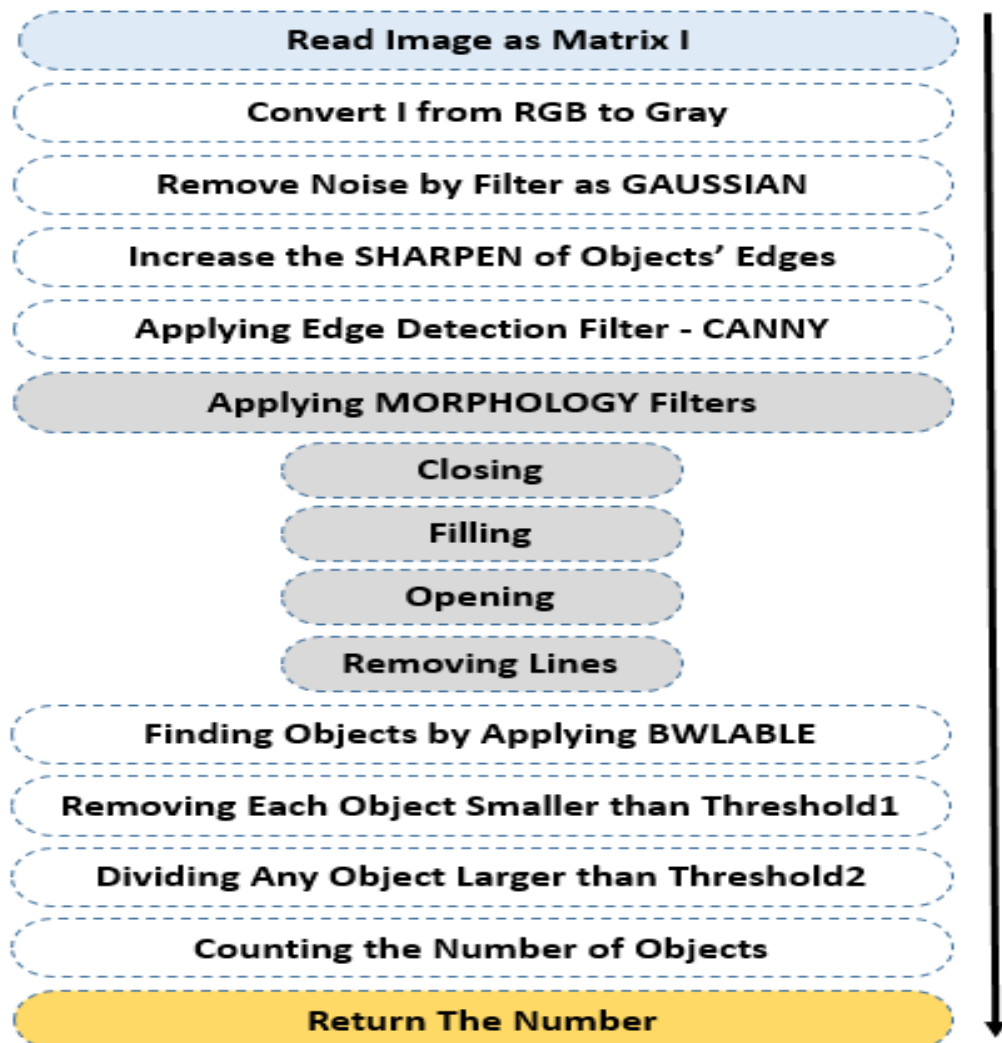 Read Image as Matrix I
Convert I from RGB to Gray
Remove Noise by Filter as GAUSSIAN
Increase the SHARPEN of Objects’ Edges
Applying Edge Detection Filter - CANNY
Applying MORPHOLOGY Filters
Closing
Filling
Opening
Removing Lines
Finding Objects by Applying BWLABLE
Removing Each Object Smaller than Threshold1
Dividing Any Object Larger than Threshold2
Counting the Number of Objects
Return The Number